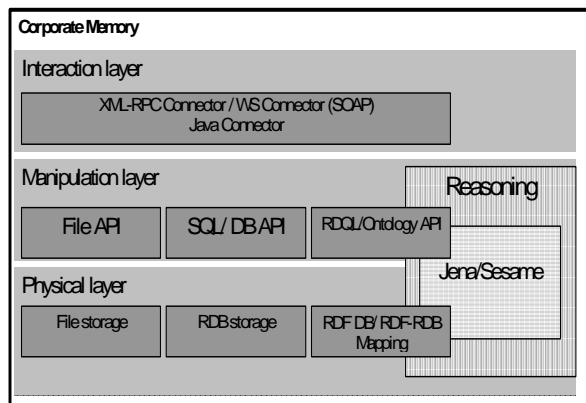 Corporate Memory
Interaction layer
XML-RPC Connector / WS Connector (SOAP)
Java Connector
Manipulation layer
Reasoning
File API
SQL/ DB API
RDQL/Ontology API
Jena/Sesame
Physical layer
File storage
RDB storage
RDF DB/ RDF-RDB
Mapping